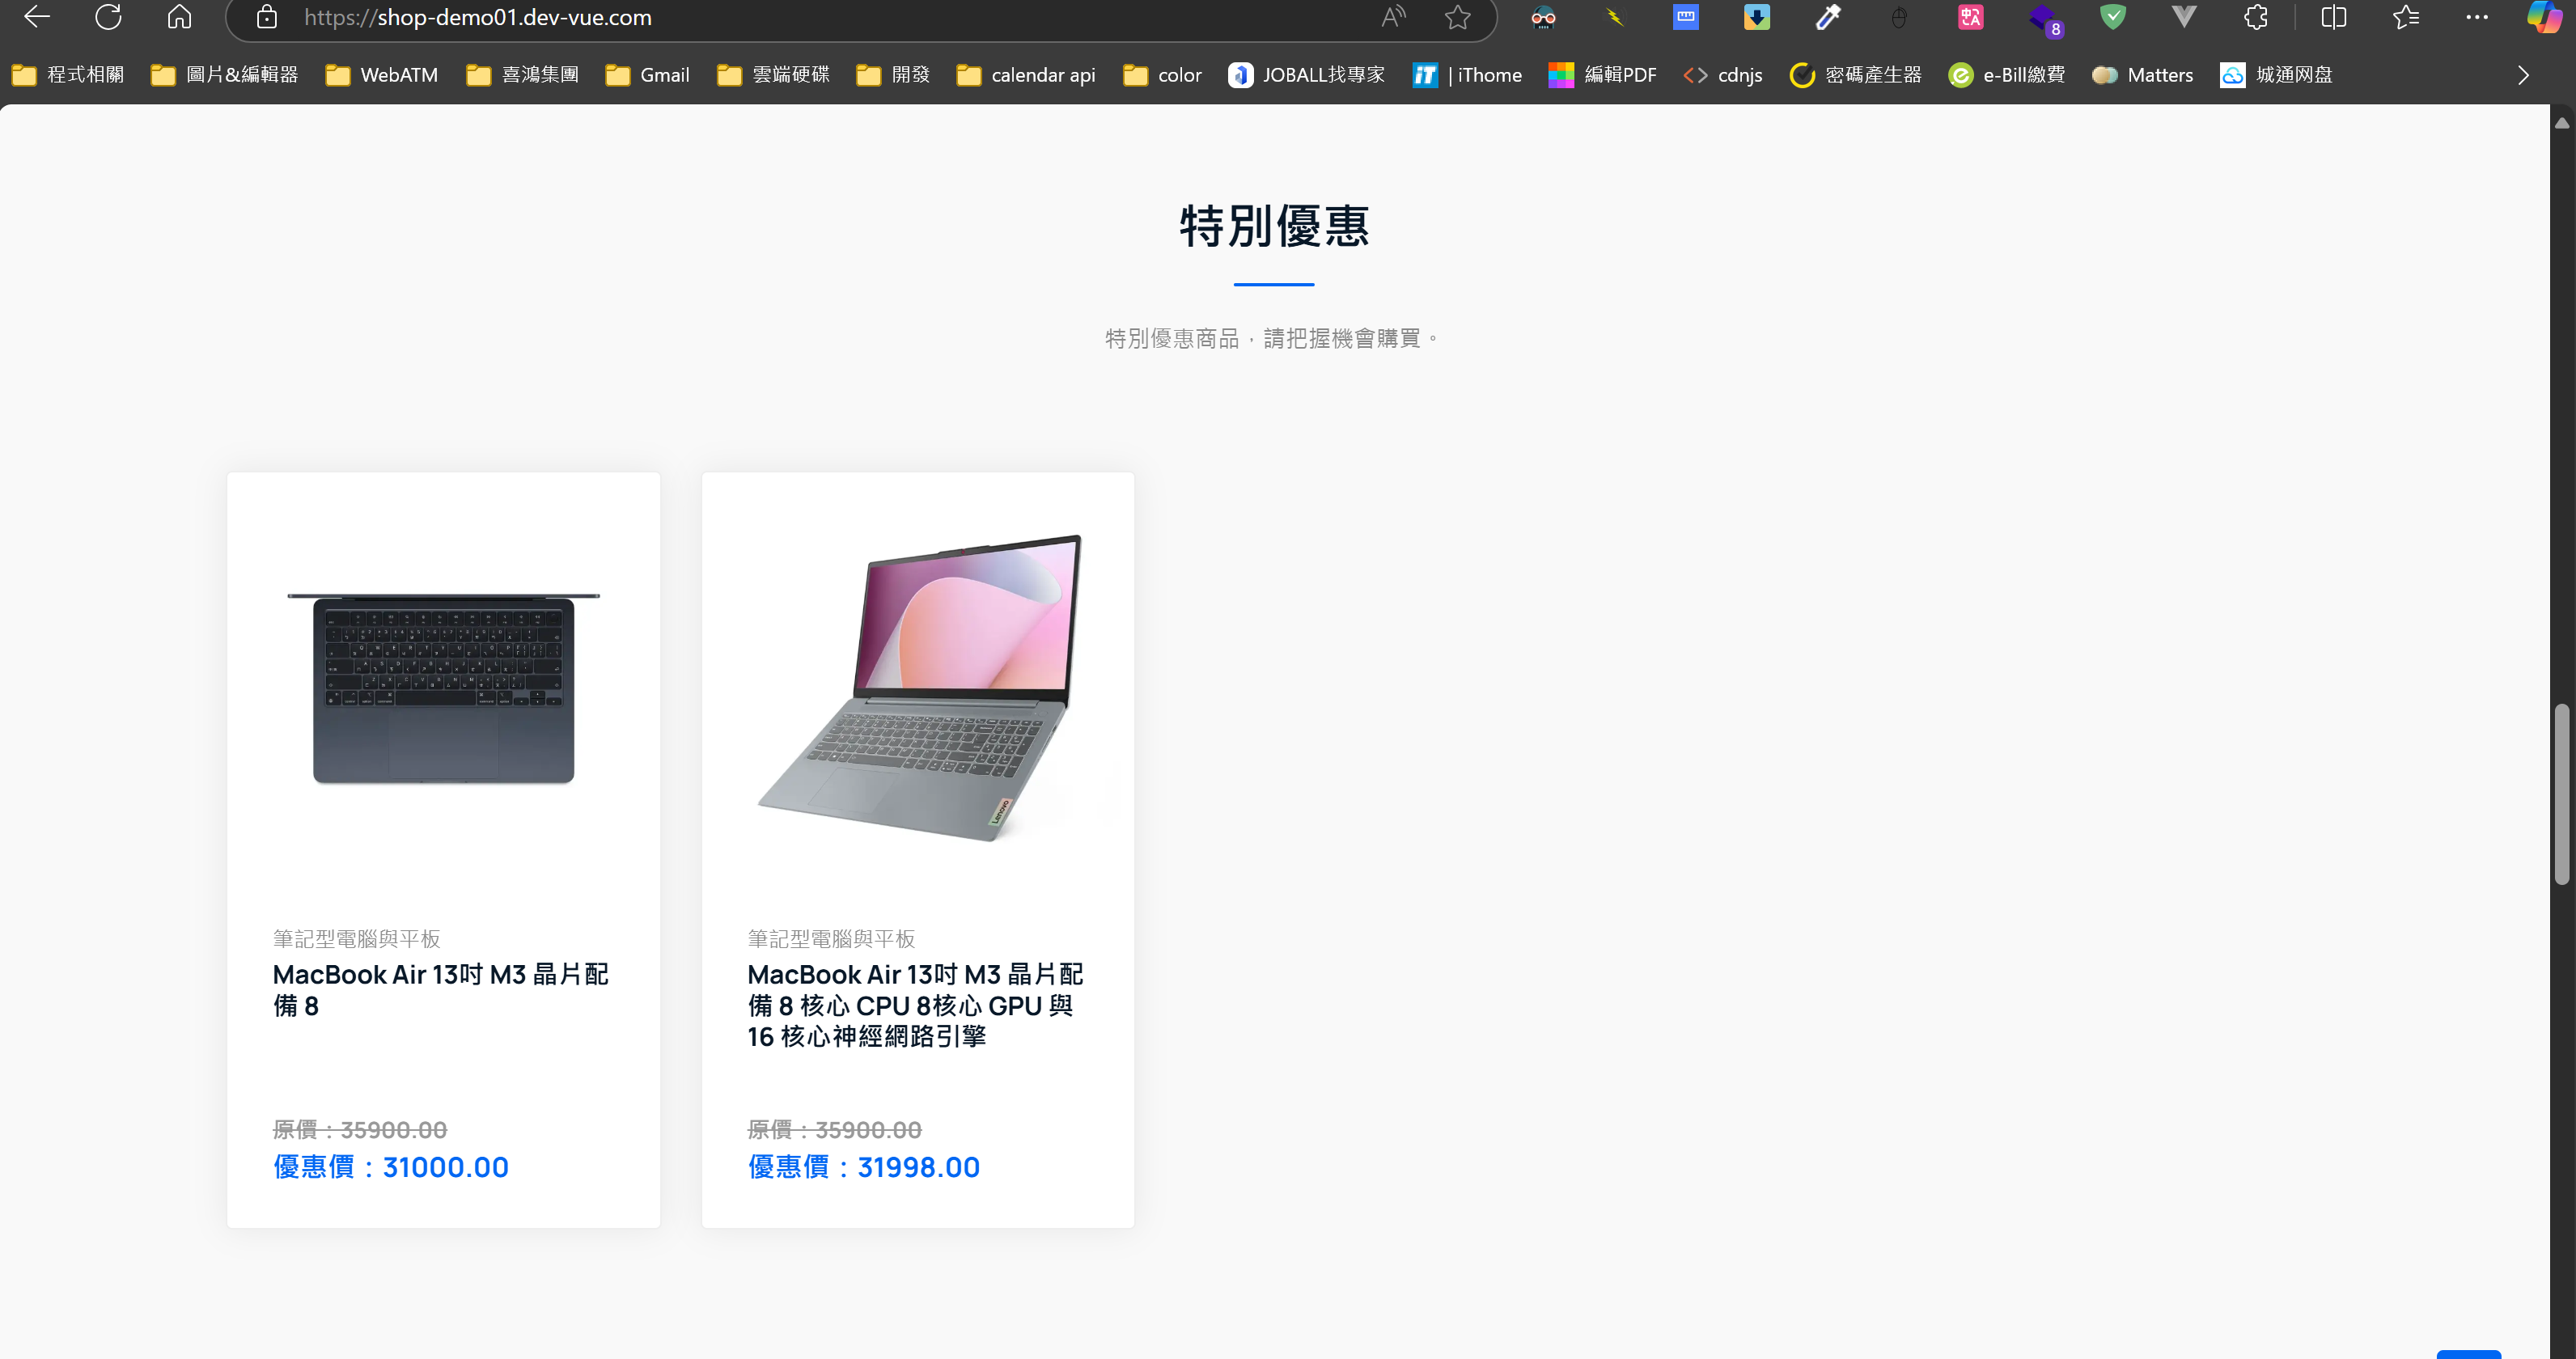 https://shop-demo01.dev-vue.com
8
程式相關 圖片&編輯器 WebATM 喜鴻集團 Gmail 雲端硬碟 開發 calendar api color JOBALL找專家 iT | iThome 編輯PDF cdnjs 密碼產生器 e-Bill繳費 Matters 城通网盘
特別優惠
特別優惠商品，請把握機會購買。
筆記型電腦與平板
MacBook Air 13吋 M3 晶片配
備 8
原價：35900.00
優惠價：31000.00
Lenovo
筆記型電腦與平板
MacBook Air 13吋 M3 晶片配
備 8 核心 CPU 8核心 GPU 與
16 核心神經網路引擎
原價：35900.00
優惠價：31998.00